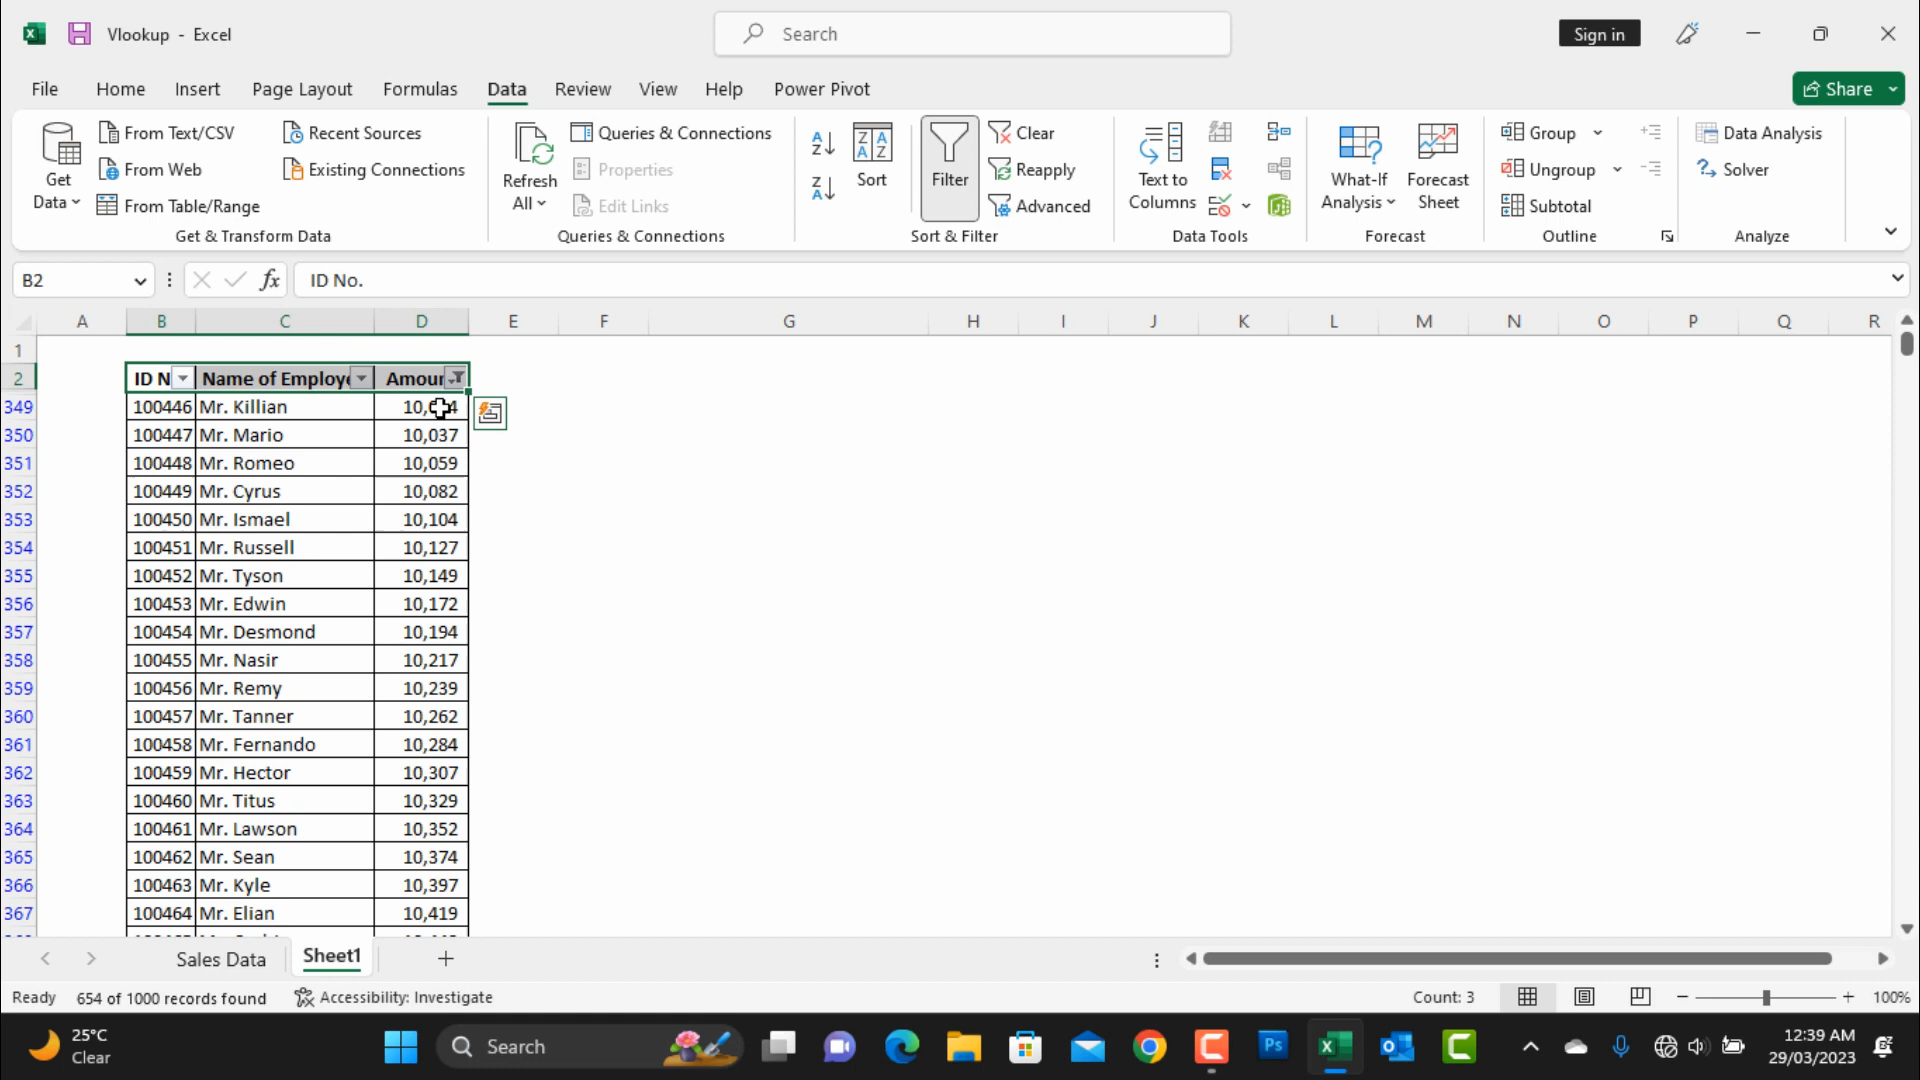 Vlookup - Excel
Search
Sign in
File Home Insert Page Layout Formulas Data Review View Help Power Pivot
Share
Get Data
From Text/CSV
From Web
From Table/Range
Recent Sources
Existing Connections
Get & Transform Data
Refresh All
Queries & Connections
Properties
Edit Links
Queries & Connections
Sort
Filter
Clear
Reapply
Advanced
Sort & Filter
Text to Columns
Data Tools
What-If Analysis
Forecast Sheet
Forecast
Group
Ungroup
Subtotal
Outline
Data Analysis
Solver
Analyze
B2 fx ID No.
A B C D E F G H I J K L M N O P Q R
1
2 ID N Name of Employe Amour
349 100446 Mr. Killian
350 100447 Mr. Mario 10,037
351 100448 Mr. Romeo 10,059
352 100449 Mr. Cyrus 10,082
353 100450 Mr. Ismael 10,104
354 100451 Mr. Russell 10,127
355 100452 Mr. Tyson 10,149
356 100453 Mr. Edwin 10,172
357 100454 Mr. Desmond 10,194
358 100455 Mr. Nasir 10,217
359 100456 Mr. Remy 10,239
360 100457 Mr. Tanner 10,262
361 100458 Mr. Fernando 10,284
362 100459 Mr. Hector 10,307
363 100460 Mr. Titus 10,329
364 100461 Mr. Lawson 10,352
365 100462 Mr. Sean 10,374
366 100463 Mr. Kyle 10,397
367 100464 Mr. Elian 10,419
Sales Data Sheet1
Ready 654 of 1000 records found Accessibility: Investigate Count: 3 100%
25°C
Clear
Search
Ps
12:39 AM
29/03/2023